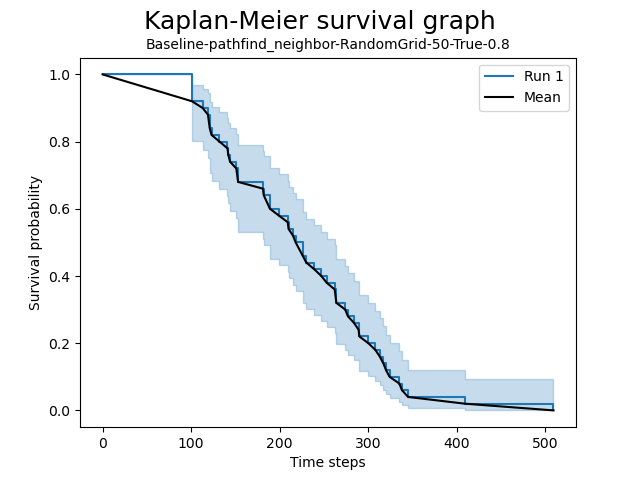 Kaplan-Meier survival graph
Baseline-pathfind_neighbor-RandomGrid-50-True-0.8
Run 1
Mean
Survival probability
1.0
0.8
0.6
0.4
0.2
0.0
0 100 200 300 400 500
Time steps